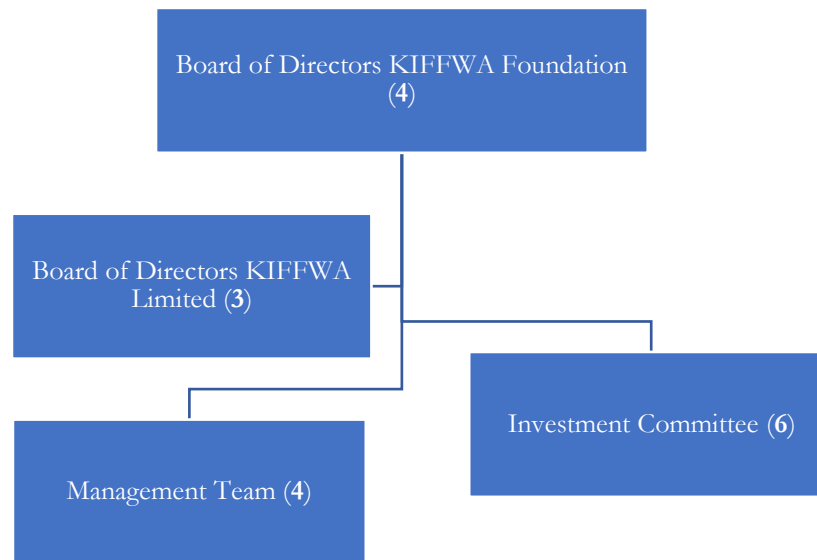 Board of Directors KIFFWA Foundation
(4)
Board of Directors KIFFWA
Limited (3)
Investment Committee (6)
Management Team (4)